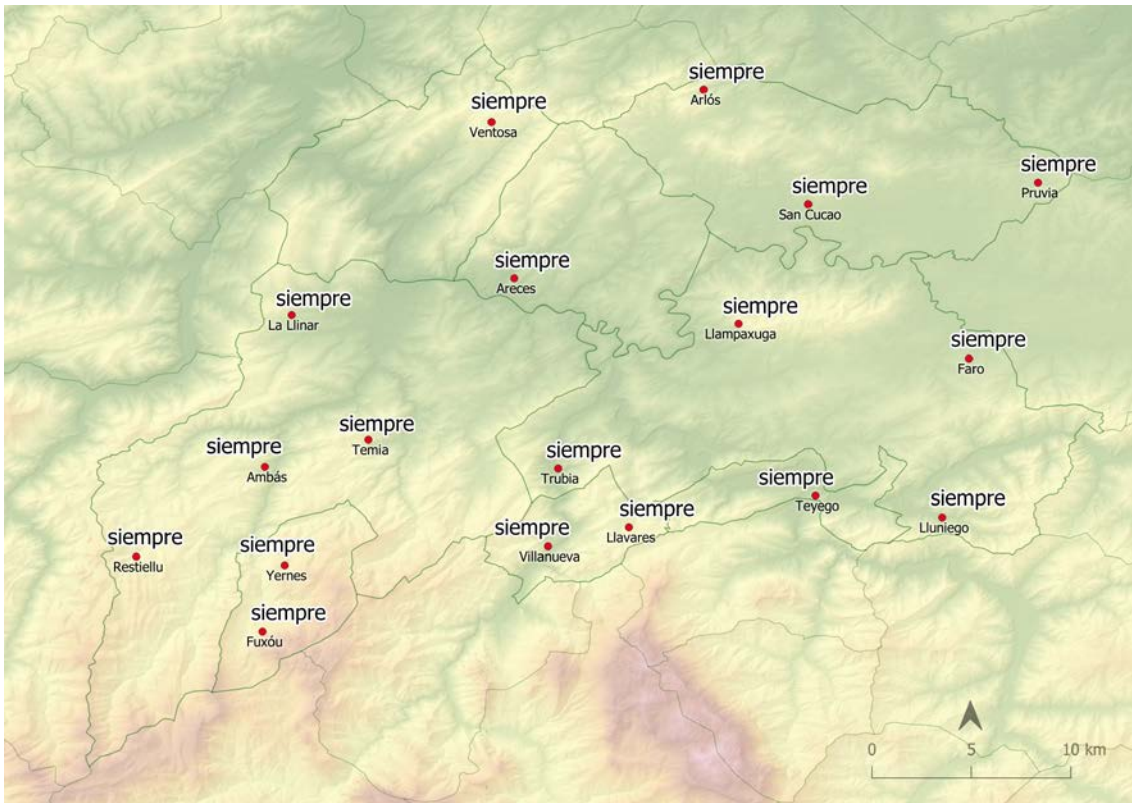 siempre
Arlós
siempre
Ventosa
siempre
Pruvia
siempre
San Cucao
siempre
Areces
siempre
La Llinar
siempre
Llampaxuga
siempre
Faro
siempre
Temia
siempre
Ambás
siempre
Trubia
siempre
Teyego
siempre
Lluniego
siempre
Llavares
siempre
Villanueva
siempre
Restiellu
siempre
Yernes
siempre
Fuxóu
0 5 10 km